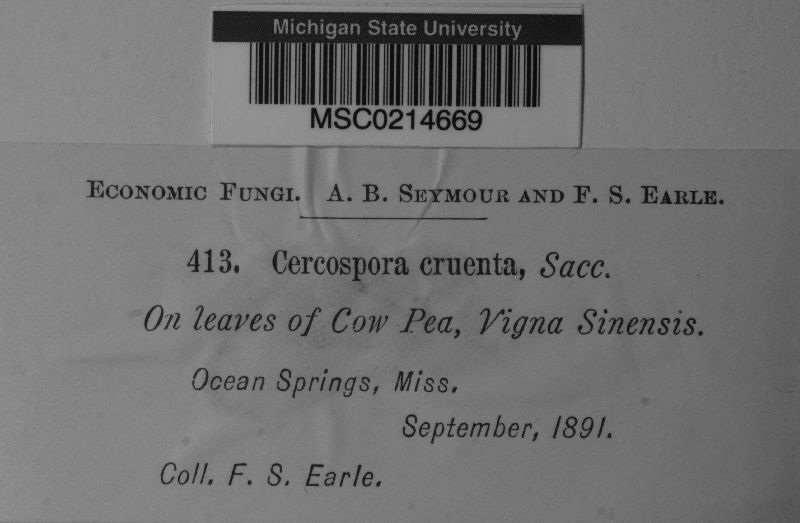 Michigan State University
MSC0214669
Economic Fungi. A. B. Seymour and F. S. Earle.
413. Cercospora cruenta, Sacc.
On leaves of Cow Pea, Vigna Sinensis.
Ocean Springs, Miss.
September, 1891.
Coll. F. S. Earle.